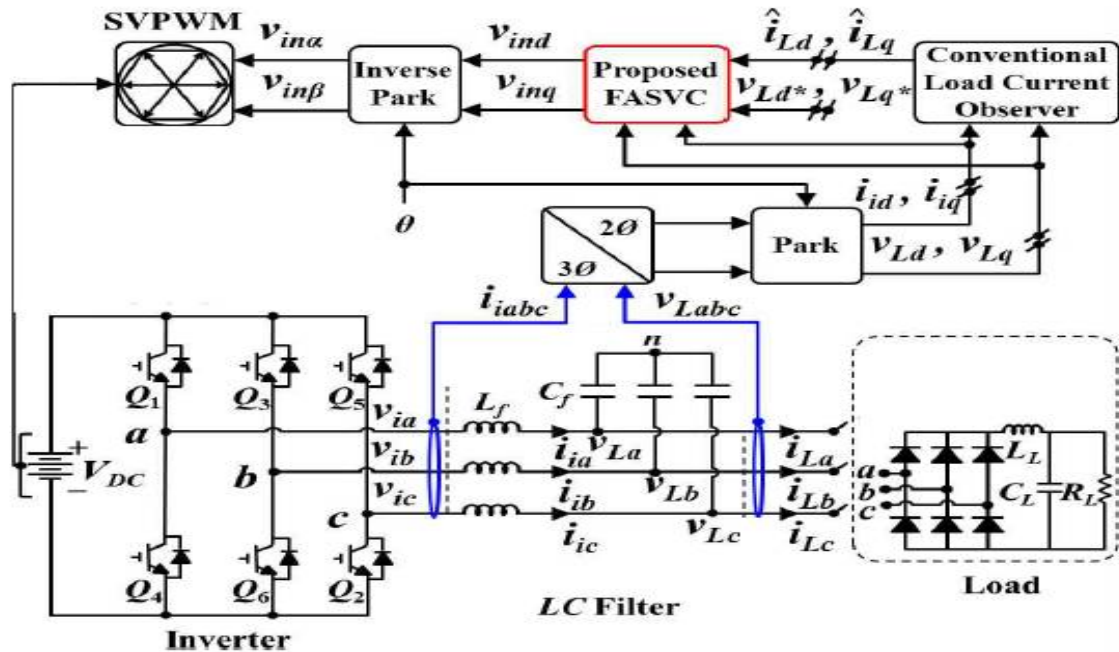 SVPWM
v_inα
v_inβ
Inverse
Park
v_ind
v_inq
Proposed
FASVC
î_Ld , î_Lq
v_Ld*, v_Lq*
Conventional
Load Current
Observer
θ
2Ø
3Ø
Park
i_id , i_iq
v_Ld , v_Lq
i_iabc
v_Labc
Q1
Q3
Q5
a
b
c
Q4
Q6
Q2
+
V_DC
−
Inverter
v_ia
v_ib
v_ic
L_f
C_f
n
i_ia
i_ib
i_ic
v_La
v_Lb
v_Lc
LC Filter
i_La
i_Lb
i_Lc
a
b
c
L_L
C_L
R_L
Load